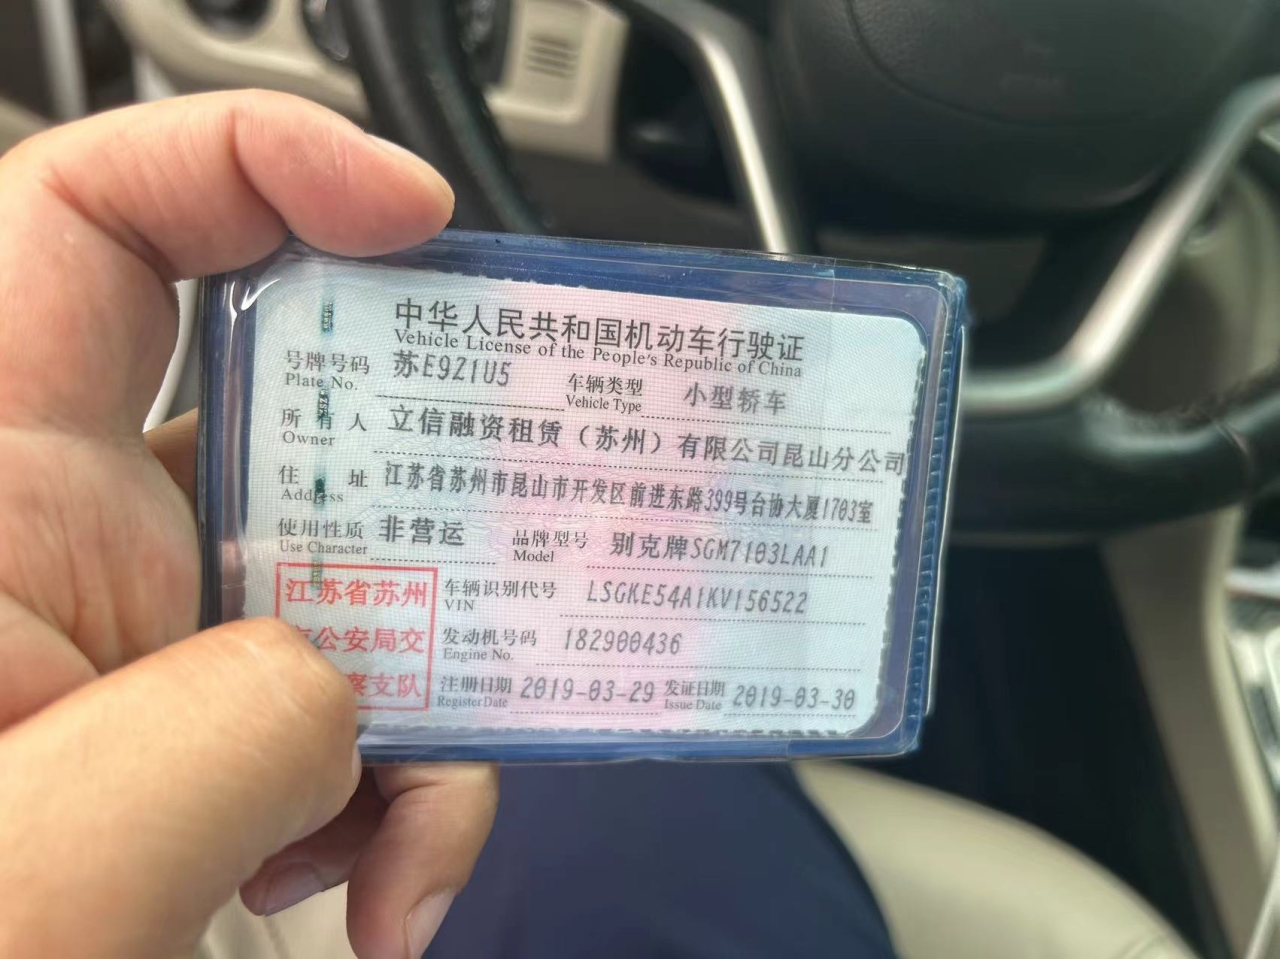 中华人民共和国机动车行驶证
Vehicle License of the People's Republic of China
号牌号码 苏E9Z1U5 车辆类型 小型轿车
Plate No. Vehicle Type
所有人 立信融资租赁（苏州）有限公司昆山分公司
Owner
住址 江苏省苏州市昆山市开发区前进东路399号台协大厦1703室
Address
使用性质 非营运 品牌型号 别克牌SGM7103LAA1
Use Character Model
江苏省苏州 车辆识别代号 LSGKE54A1KV156522
VIN
公安局交 发动机号码 182900436
Engine No.
察支队 注册日期 2019-03-29 发证日期 2019-03-30
Register Date Issue Date